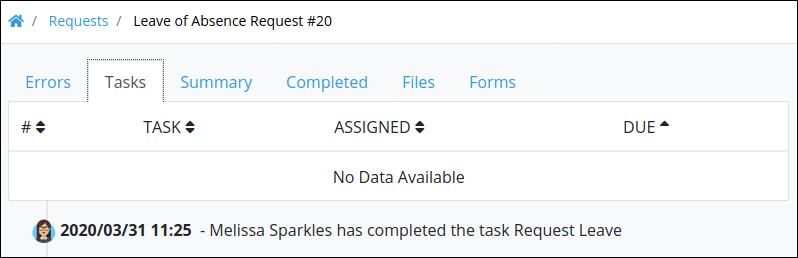 / Requests / Leave of Absence Request #20
Errors Tasks Summary Completed Files Forms
# TASK ASSIGNED DUE
No Data Available
2020/03/31 11:25 - Melissa Sparkles has completed the task Request Leave